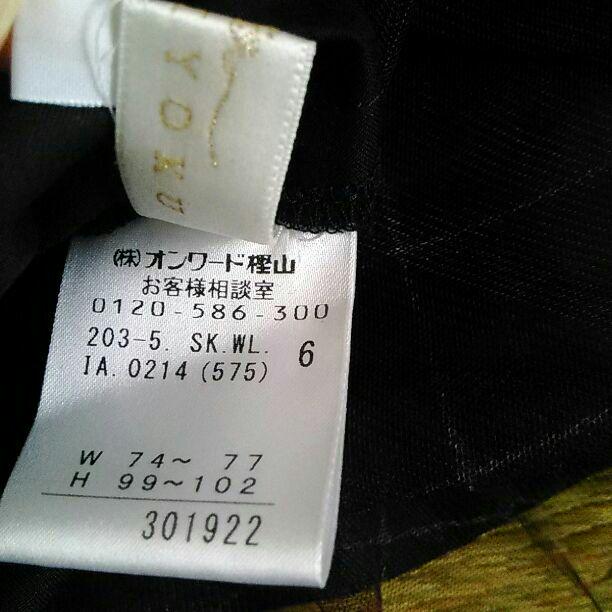 YOKU
(株)オンワード樫山
お客様相談室
0120-586-300
203-5. SK.WL. 6
IA.0214(575)
W 74~ 77
H 99~102
301922